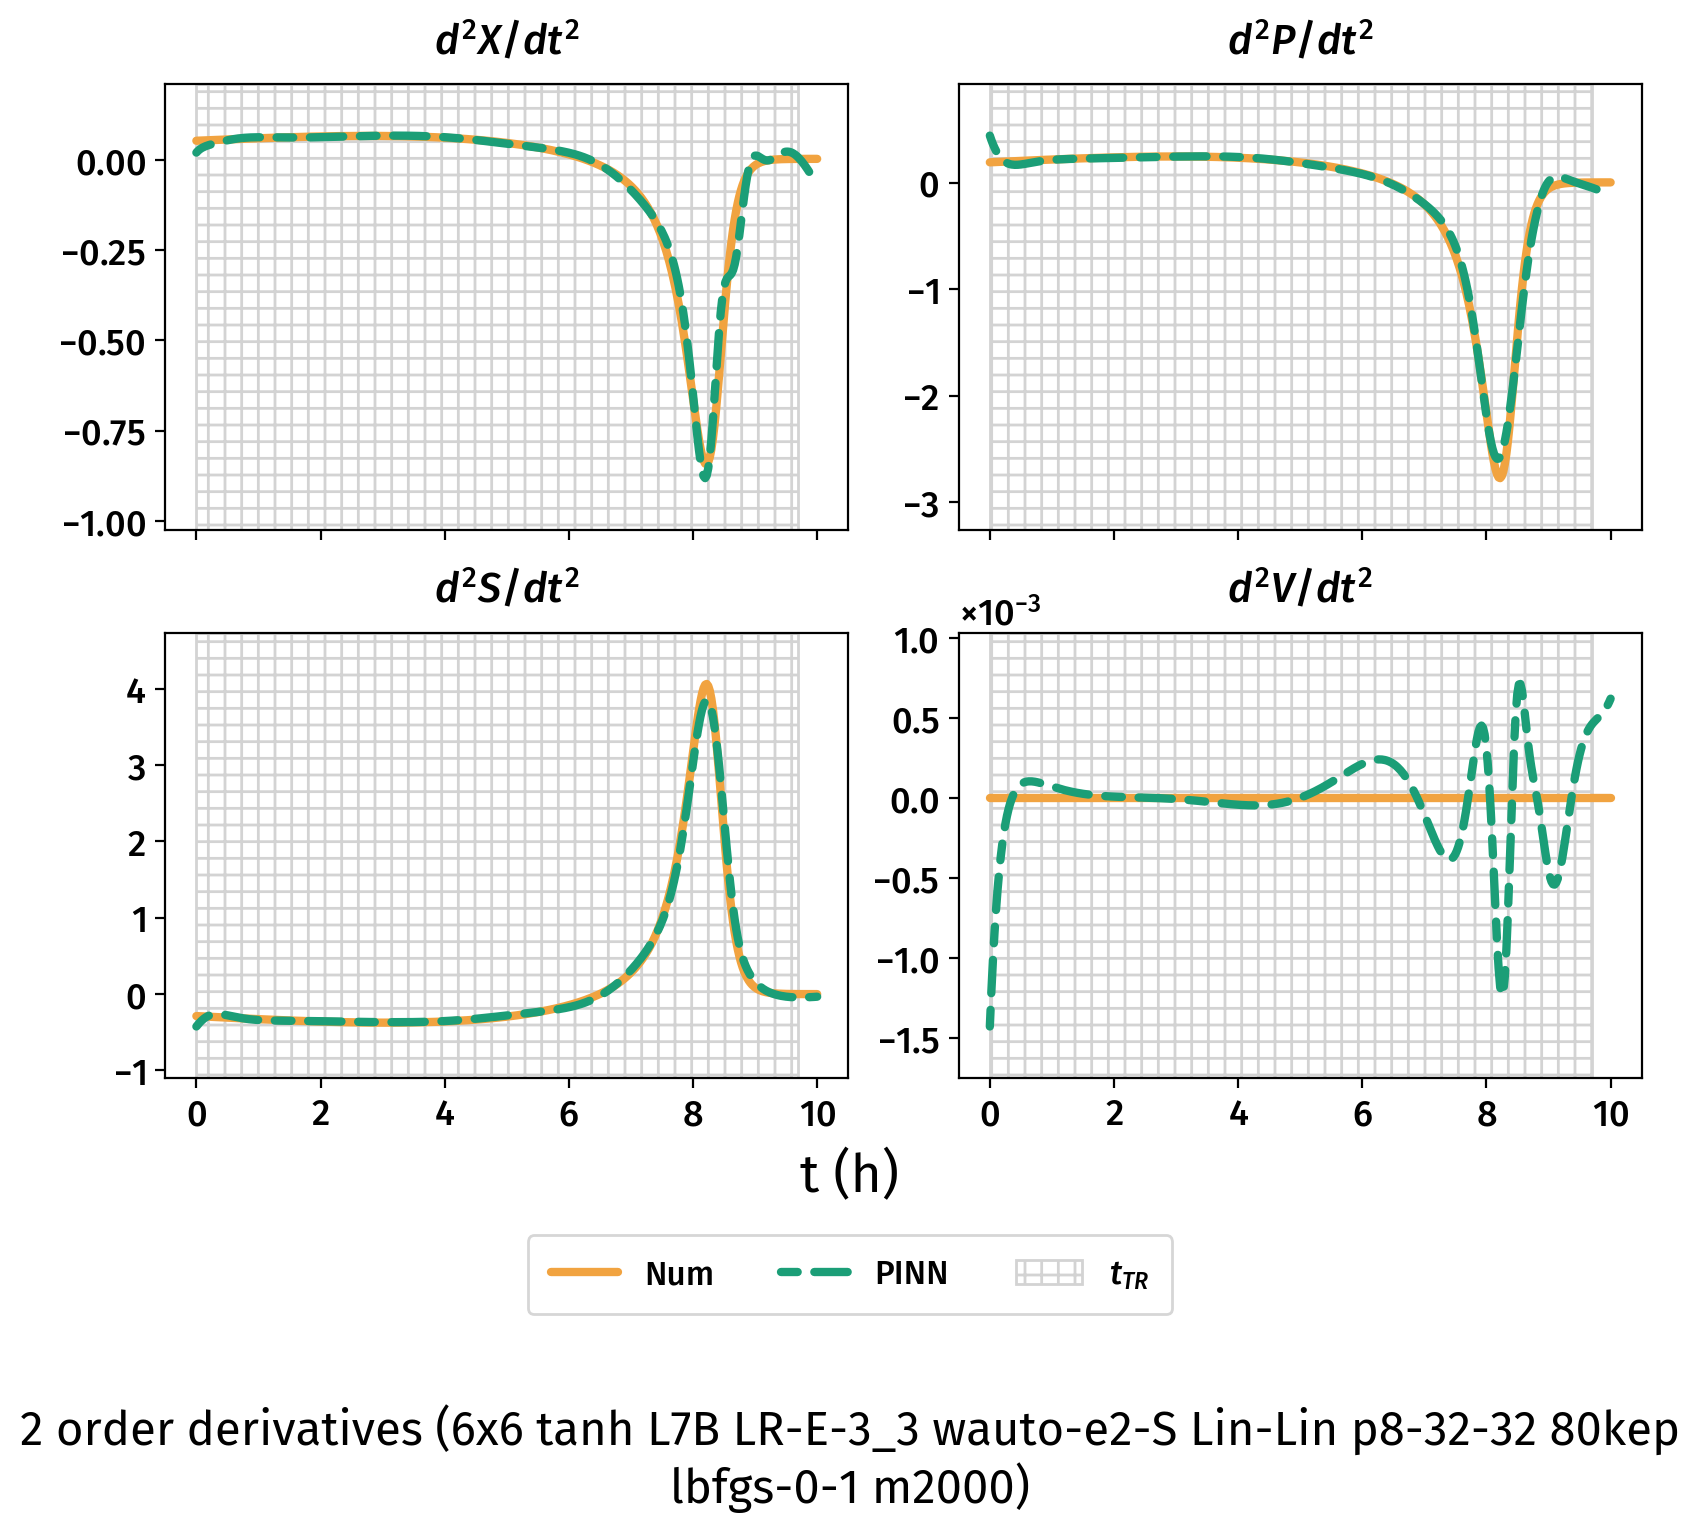 d²X/dt²
d²P/dt²
0.00
−0.25
−0.50
−0.75
−1.00
0
−1
−2
−3
d²S/dt²
d²V/dt²
×10⁻³
4
3
2
1
0
−1
1.0
0.5
0.0
−0.5
−1.0
−1.5
0 2 4 6 8 10
0 2 4 6 8 10
t (h)
Num PINN t_TR
2 order derivatives (6x6 tanh L7B LR-E-3_3 wauto-e2-S Lin-Lin p8-32-32 80kep
lbfgs-0-1 m2000)